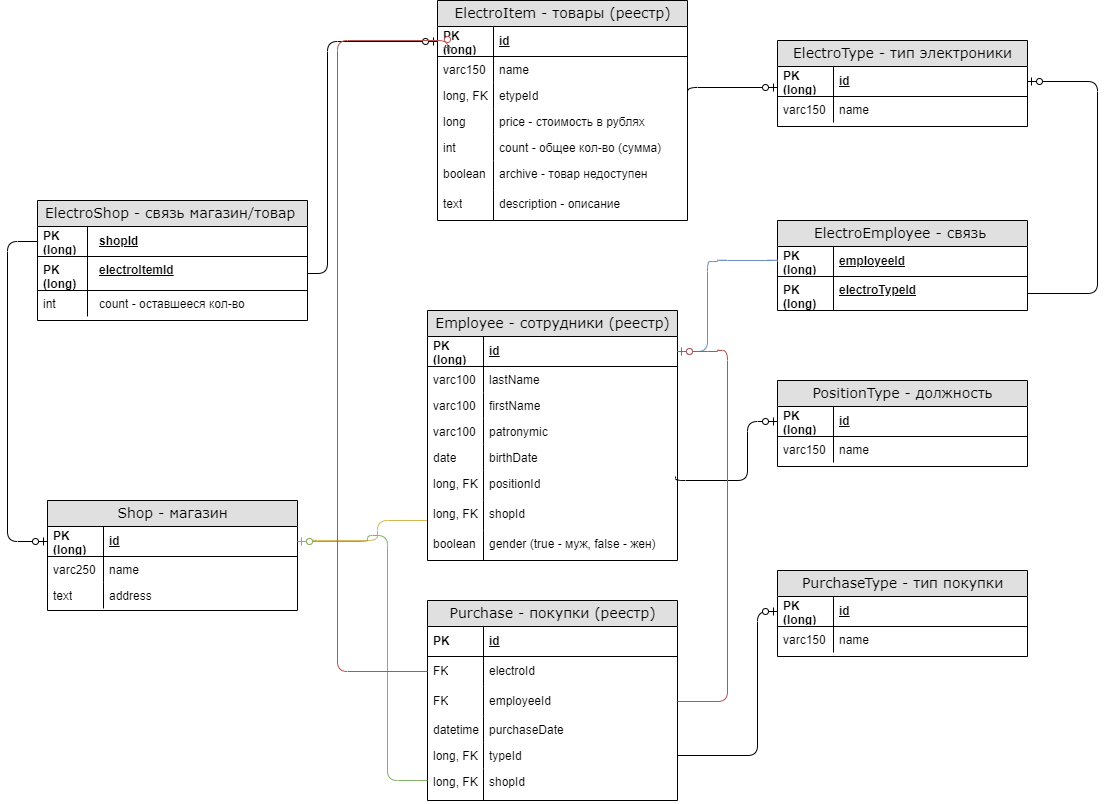 ElectroItem - товары (реестр)
PK
(long)
id
varc150 name
long, FK etypeId
long price - стоимость в рублях
int count - общее кол-во (сумма)
boolean archive - товар недоступен
text description - описание
ElectroType - тип электроники
PK
(long)
id
varc150 name
ElectroShop - связь магазин/товар
PK
(long)
shopId
PK
(long)
electroItemId
int count - оставшееся кол-во
ElectroEmployee - связь
PK
(long)
employeeId
PK
(long)
electroTypeId
Employee - сотрудники (реестр)
PK
(long)
id
varc100 lastName
varc100 firstName
varc100 patronymic
date birthDate
long, FK positionId
long, FK shopId
boolean gender (true - муж, false - жен)
PositionType - должность
PK
(long)
id
varc150 name
Shop - магазин
PK
(long)
id
varc250 name
text address
Purchase - покупки (реестр)
PK id
FK electroId
FK employeeId
datetime purchaseDate
long, FK typeId
long, FK shopId
PurchaseType - тип покупки
PK
(long)
id
varc150 name